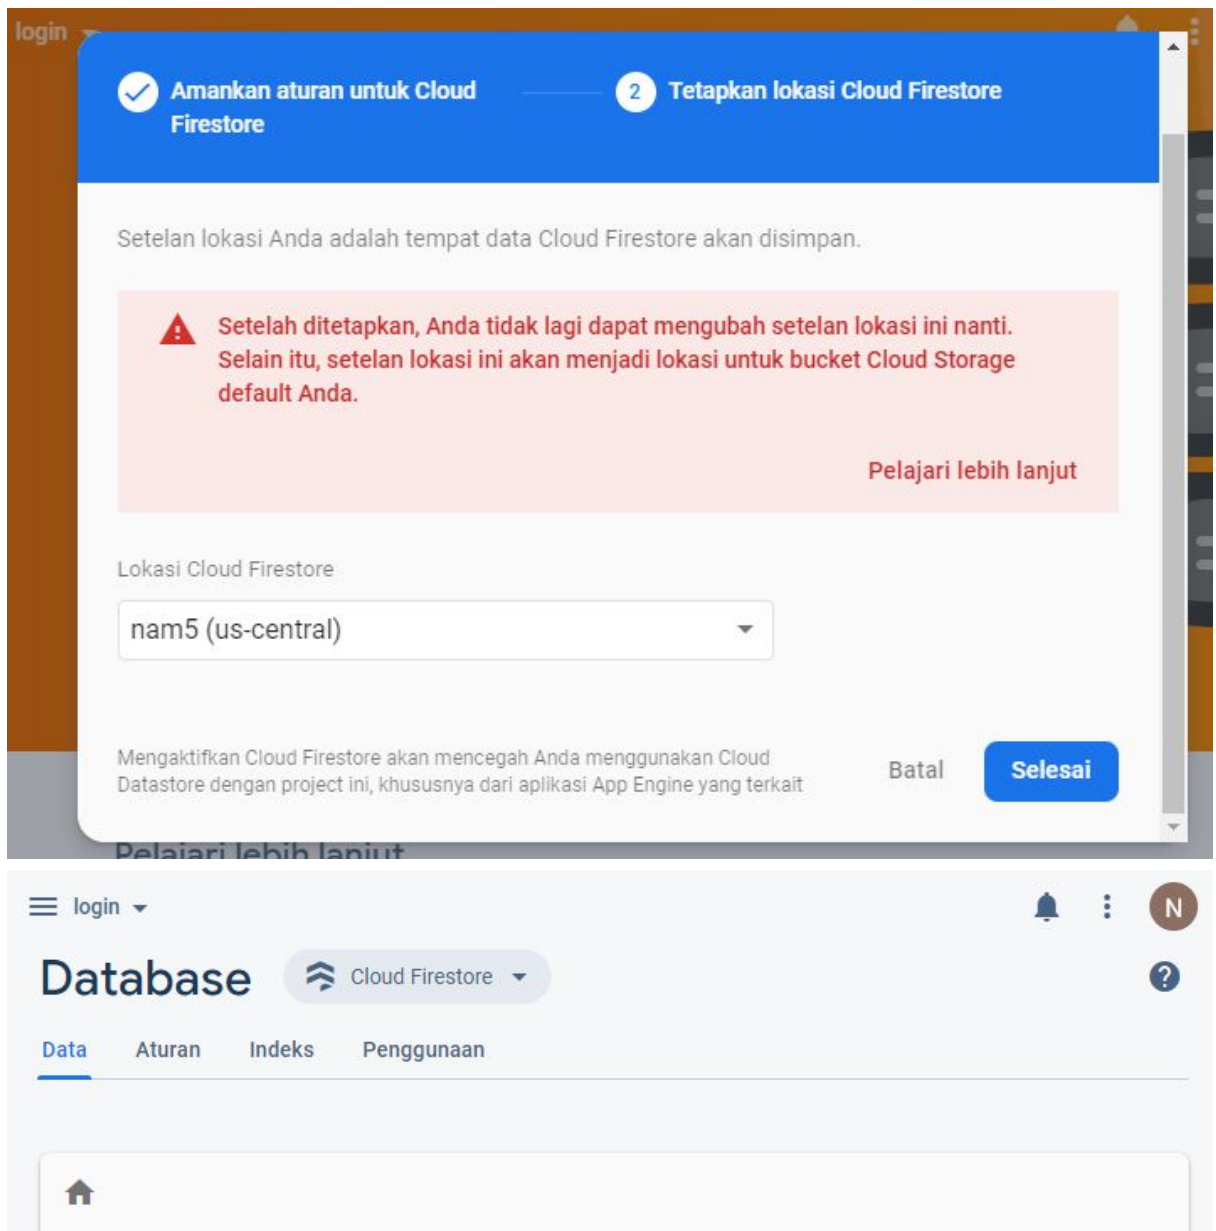 login
Amankan aturan untuk Cloud
Firestore
2 Tetapkan lokasi Cloud Firestore
Setelan lokasi Anda adalah tempat data Cloud Firestore akan disimpan.
Setelah ditetapkan, Anda tidak lagi dapat mengubah setelan lokasi ini nanti.
Selain itu, setelan lokasi ini akan menjadi lokasi untuk bucket Cloud Storage
default Anda.
Pelajari lebih lanjut
Lokasi Cloud Firestore
nam5 (us-central)
Mengaktifkan Cloud Firestore akan mencegah Anda menggunakan Cloud
Datastore dengan project ini, khususnya dari aplikasi App Engine yang terkait
Batal
Selesai
Pelajari lebih lanjut
login
N
Database
Cloud Firestore
?
Data Aturan Indeks Penggunaan